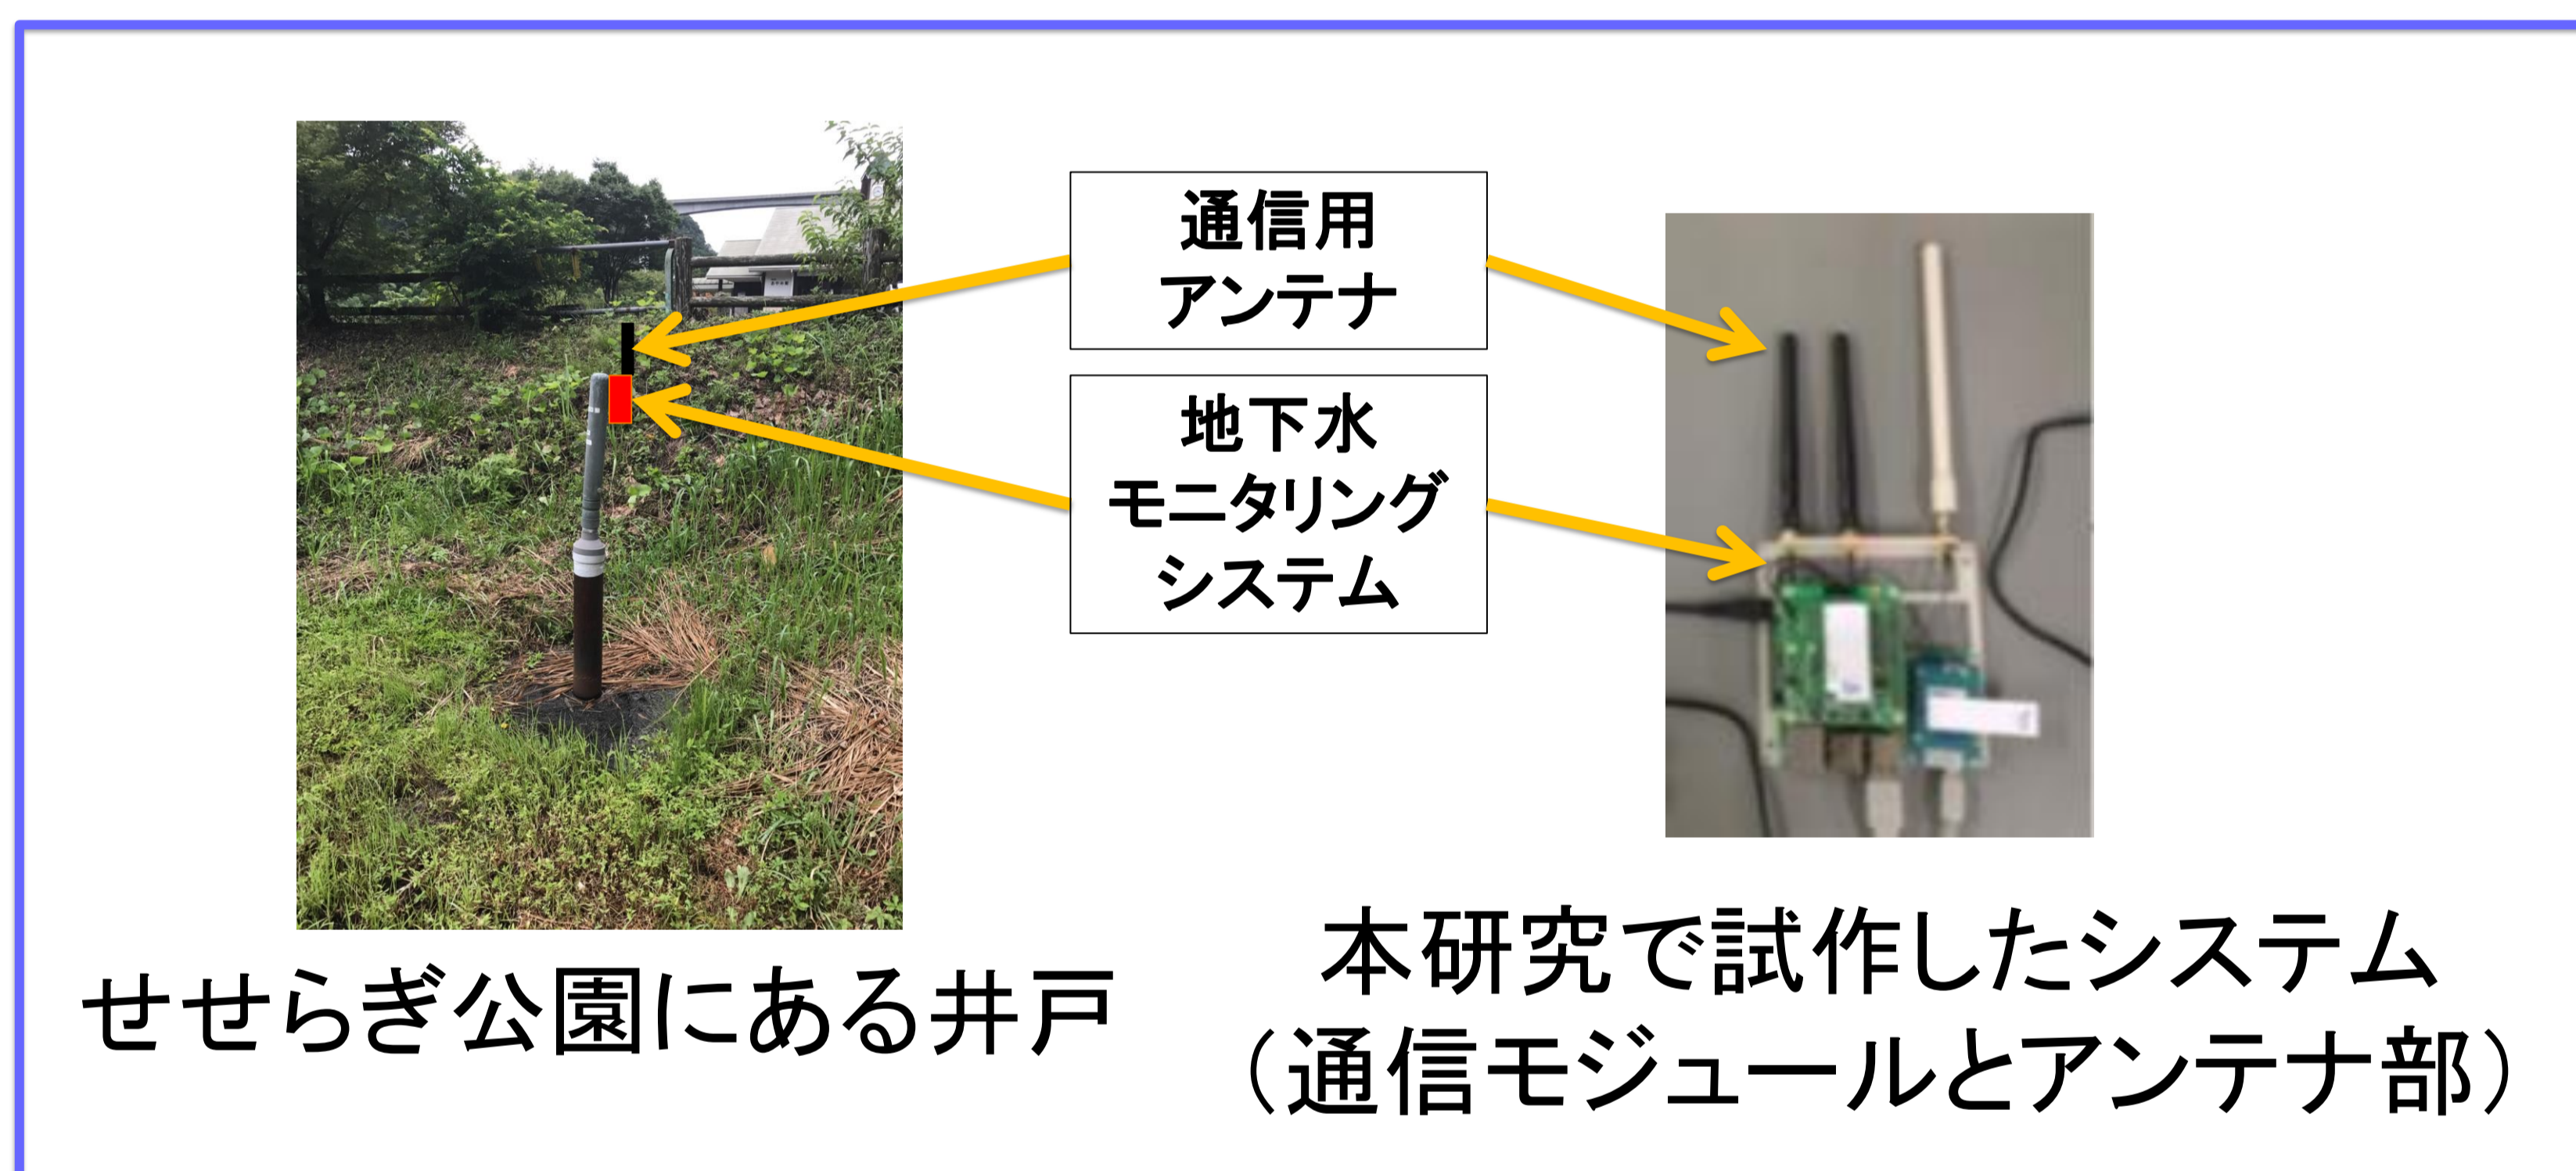 通信用
アンテナ
地下水
モニタリング
システム
せせらぎ公園にある井戸
本研究で試作したシステム
（通信モジュールとアンテナ部）